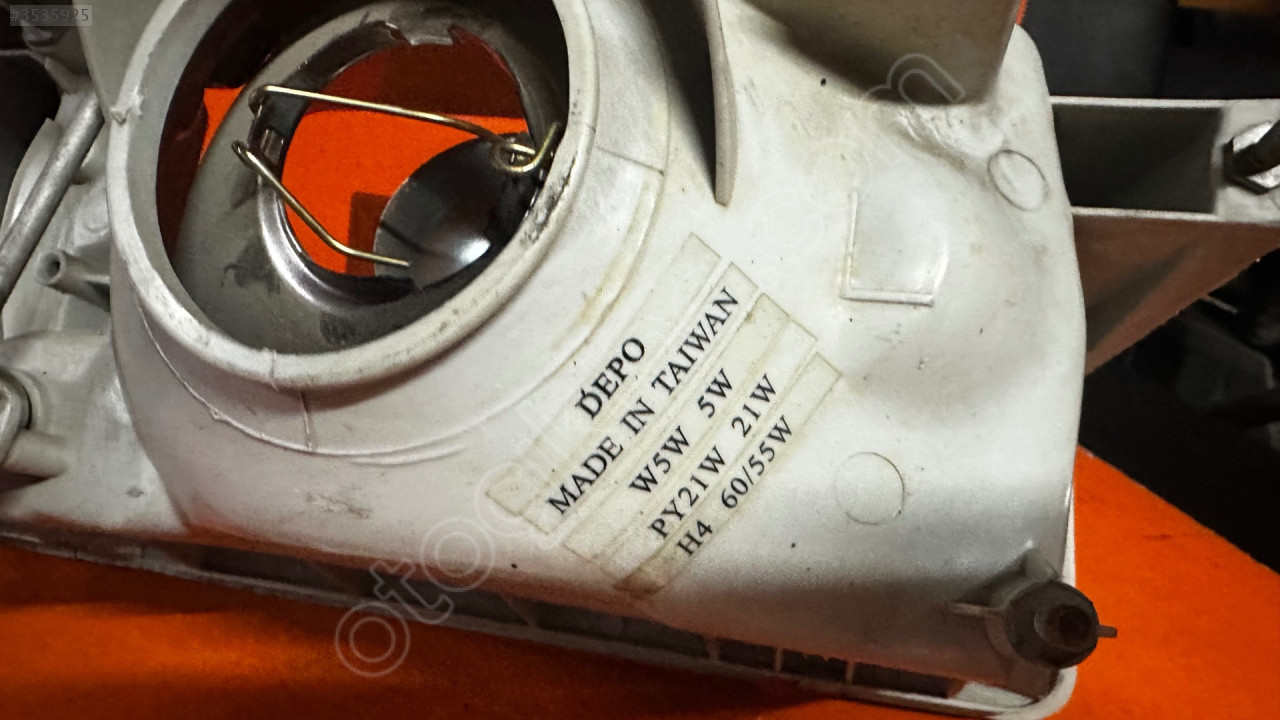 #3535925
DEPO
MADE IN TAIWAN
W5W 5W
PY21W 21W
H4 60/55W